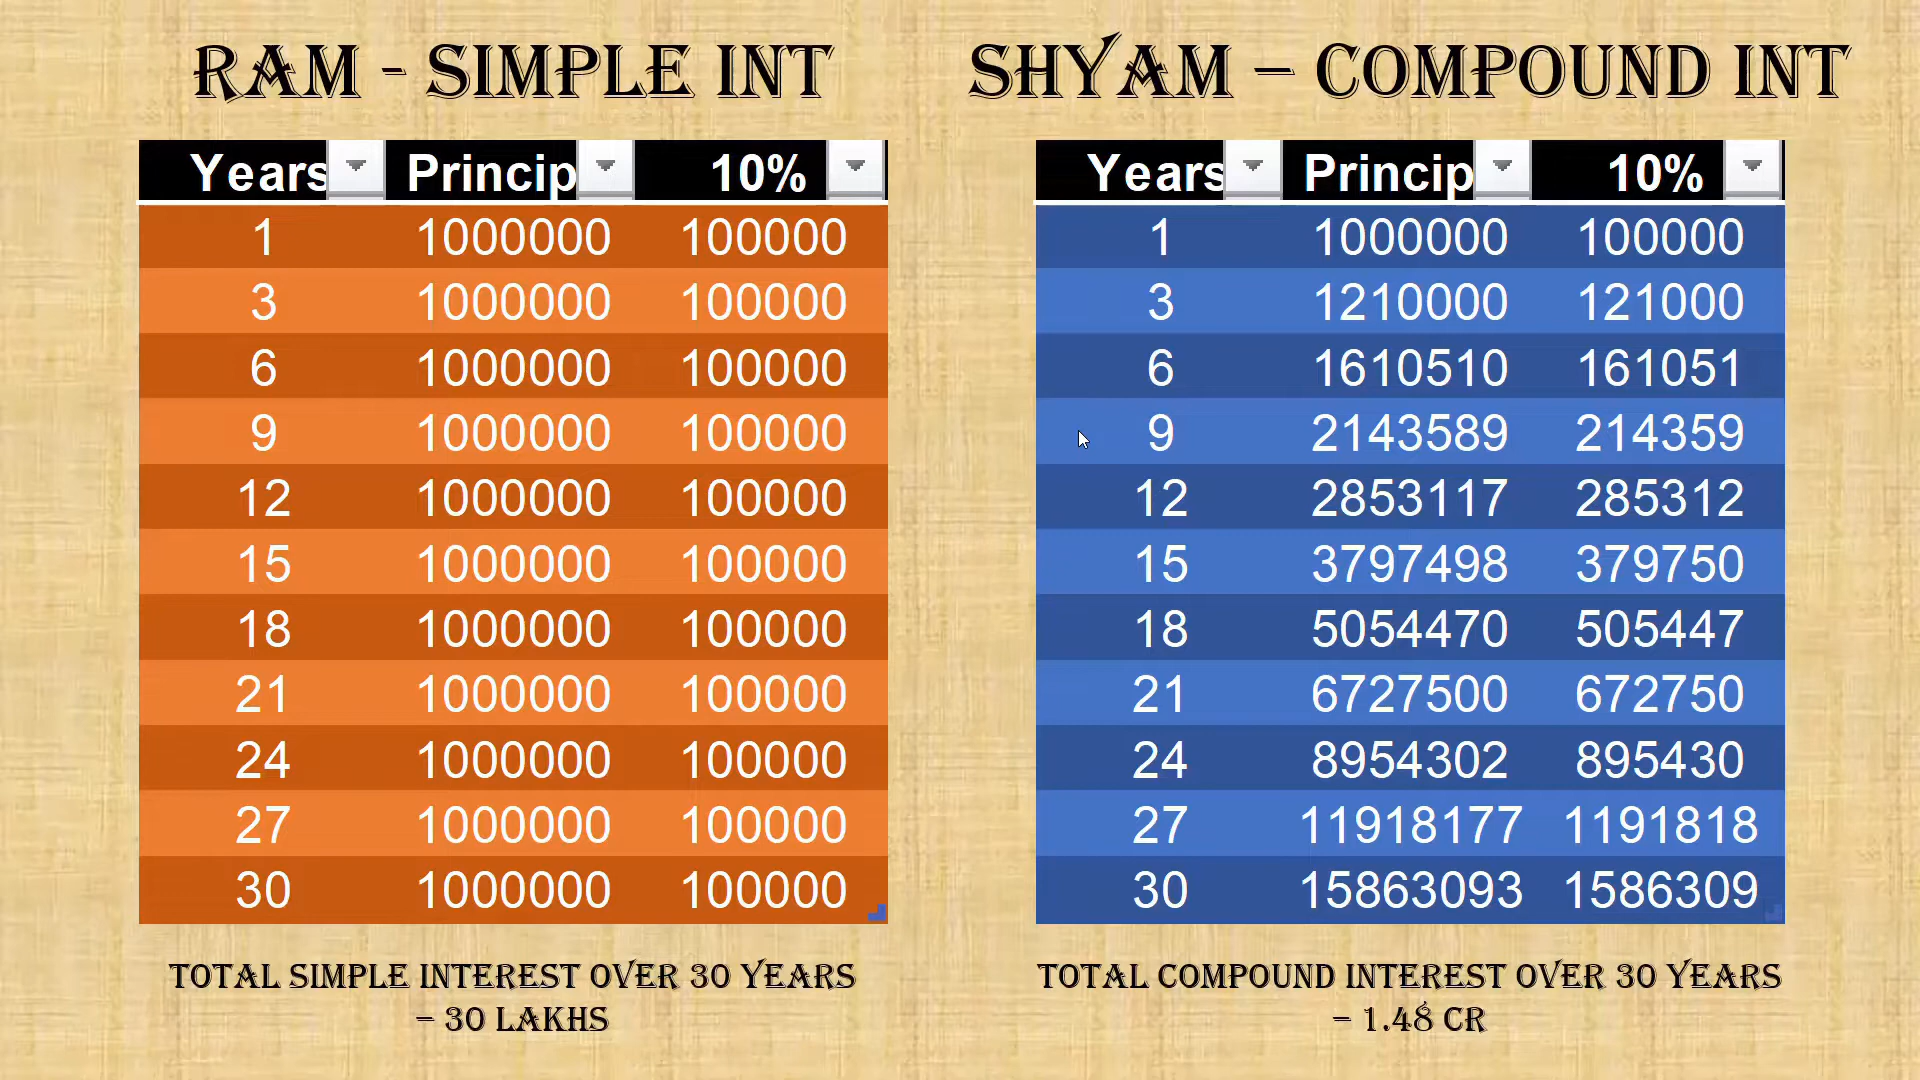 RAM - SIMPLE INT
Years Princip 10%
1 1000000 100000
3 1000000 100000
6 1000000 100000
9 1000000 100000
12 1000000 100000
15 1000000 100000
18 1000000 100000
21 1000000 100000
24 1000000 100000
27 1000000 100000
30 1000000 100000
TOTAL SIMPLE INTEREST OVER 30 YEARS
– 30 LAKHS
SHYAM – COMPOUND INT
Years Princip 10%
1 1000000 100000
3 1210000 121000
6 1610510 161051
9 2143589 214359
12 2853117 285312
15 3797498 379750
18 5054470 505447
21 6727500 672750
24 8954302 895430
27 11918177 1191818
30 15863093 1586309
TOTAL COMPOUND INTEREST OVER 30 YEARS
– 1.48 CR